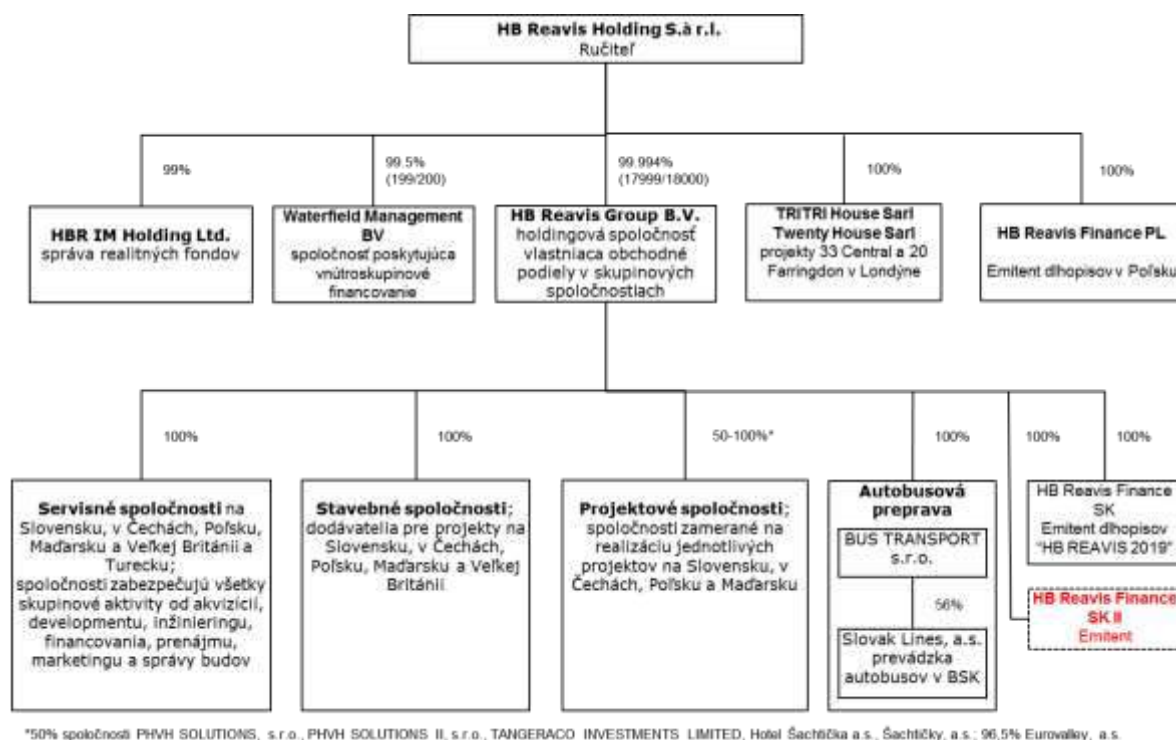 HB Reavis Holding S.à r.l.
Ručiteľ
99%
99.5%
(199/200)
99.994%
(17999/18000)
100%
100%
HBR IM Holding Ltd.
správa realitných fondov
Waterfield Management
BV
spoločnosť poskytujúca
vnútroskupinové
financovanie
HB Reavis Group B.V.
holdingová spoločnosť
vlastniaca obchodné
podiely v skupinových
spoločnostiach
TRITRI House Sarl
Twenty House Sarl
projekty 33 Central a 20
Farringdon v Londýne
HB Reavis Finance PL
Emitent dlhopisov v Poľsku
100%
100%
50-100%*
100%
100%
100%
Servisné spoločnosti na
Slovensku, v Čechách, Poľsku,
Maďarsku a Veľkej Británii a
Turecku;
spoločnosti zabezpečujú všetky
skupinové aktivity od akvizícií,
developmentu, inžinieringu,
financovania, prenájmu,
marketingu a správy budov
Stavebné spoločnosti;
dodávatelia pre projekty na
Slovensku, v Čechách,
Poľsku, Maďarsku a Veľkej
Británii
Projektové spoločnosti;
spoločnosti zamerané na
realizáciu jednotlivých
projektov na Slovensku, v
Čechách, Poľsku a Maďarsku
Autobusová
preprava
BUS TRANSPORT
s.r.o.
56%
Slovak Lines, a.s.
prevádzka
autobusov v BSK
HB Reavis Finance
SK
Emitent dlhopisov
"HB REAVIS 2019"
HB Reavis Finance
SK II
Emitent
*50% spoločnosti PHVH SOLUTIONS, s.r.o., PHVH SOLUTIONS II, s.r.o., TANGERACO INVESTMENTS LIMITED, Hotel Šachtička a.s., Šachtičky, a.s.; 96,5% Eurovalley, a.s.